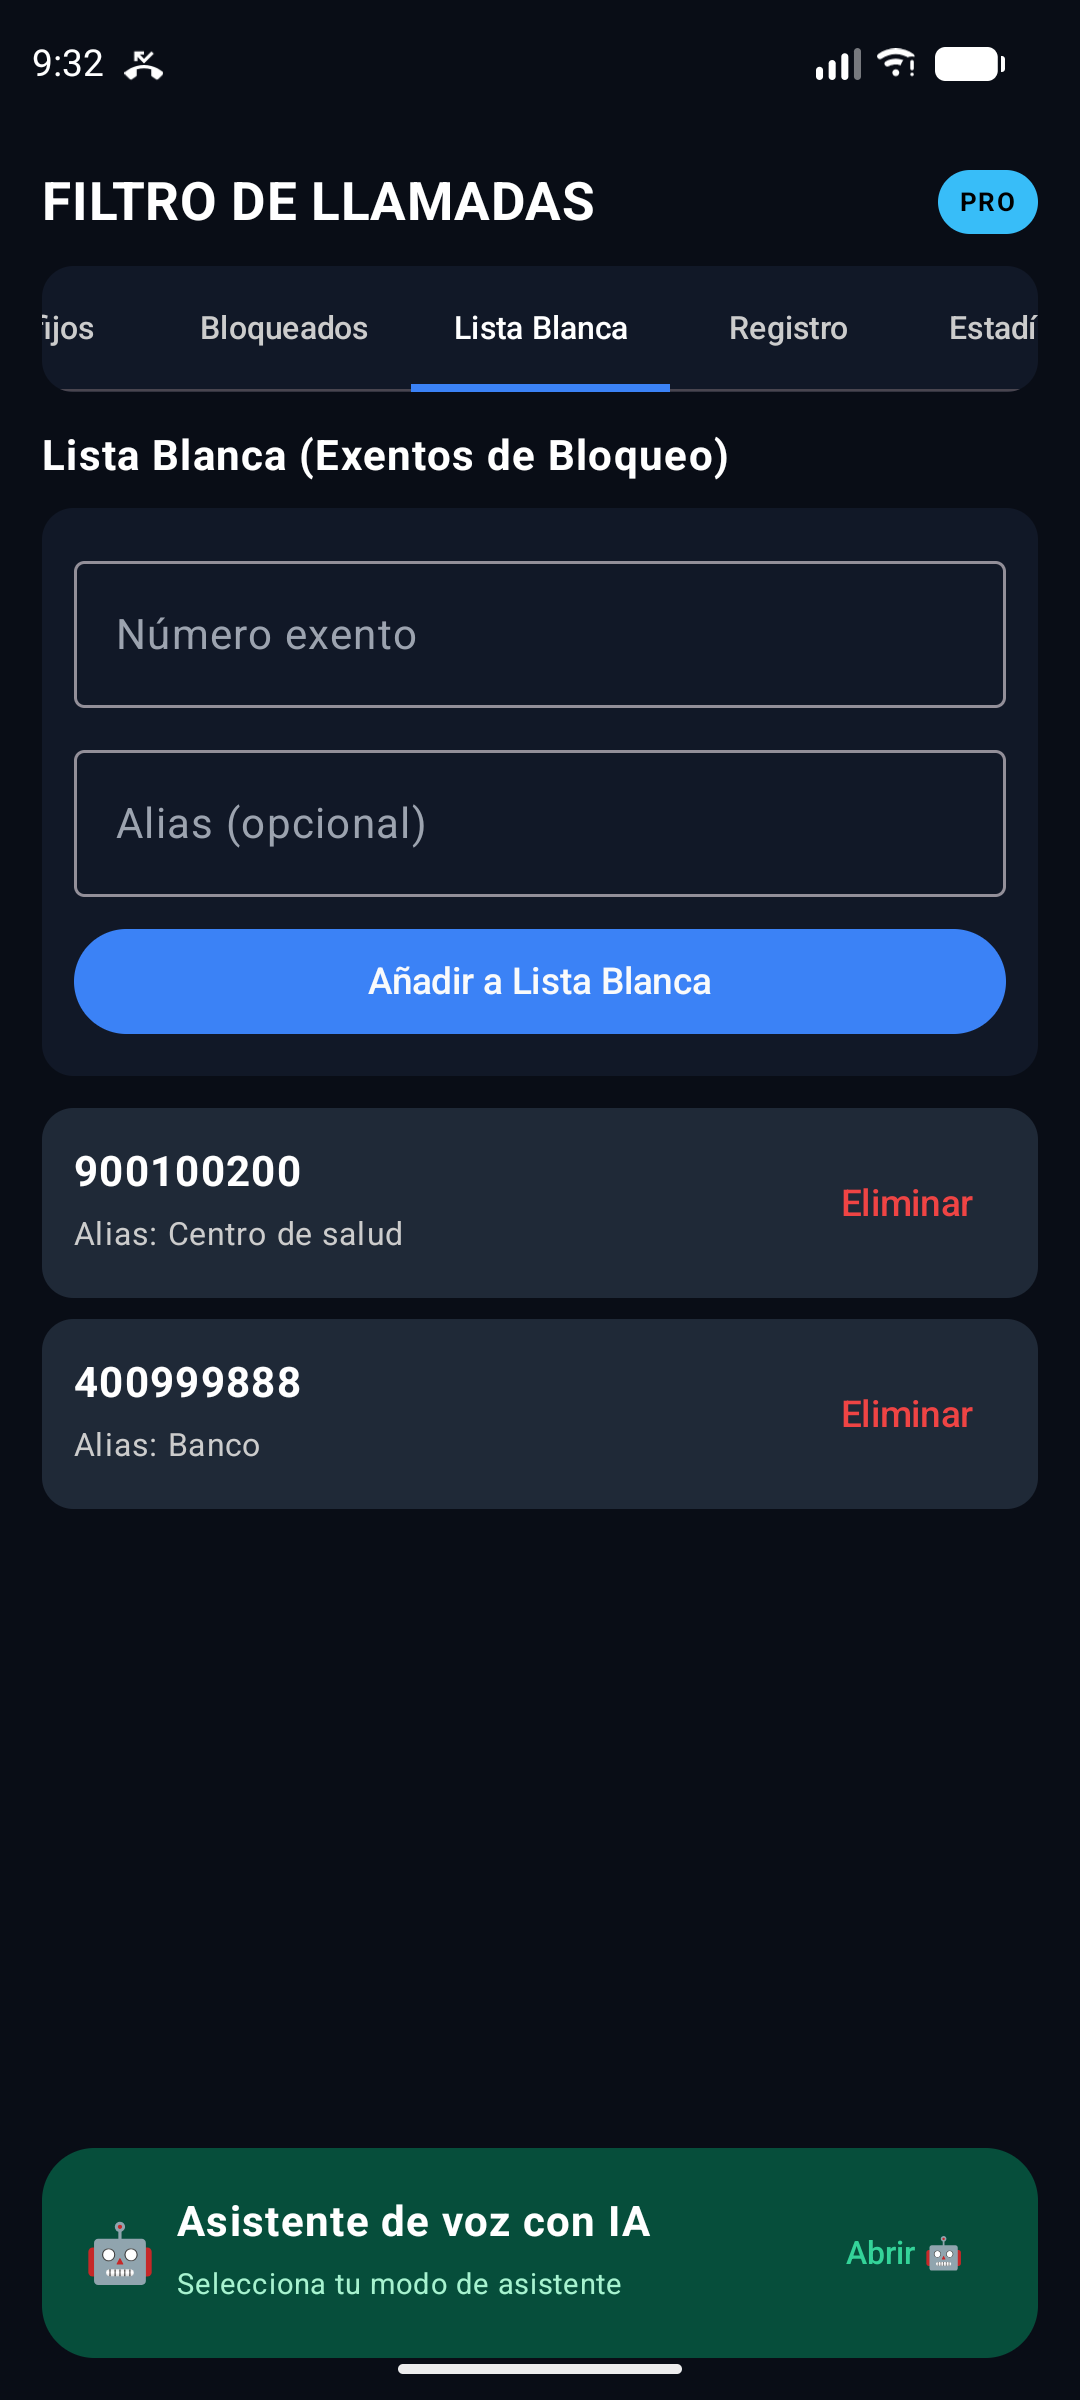 9:32
FILTRO DE LLAMADAS
PRO
fijos
Bloqueados
Lista Blanca
Registro
Estadí
Lista Blanca (Exentos de Bloqueo)
Número exento
Alias (opcional)
Añadir a Lista Blanca
900100200
Alias: Centro de salud
Eliminar
400999888
Alias: Banco
Eliminar
Asistente de voz con IA
Selecciona tu modo de asistente
Abrir 🤖